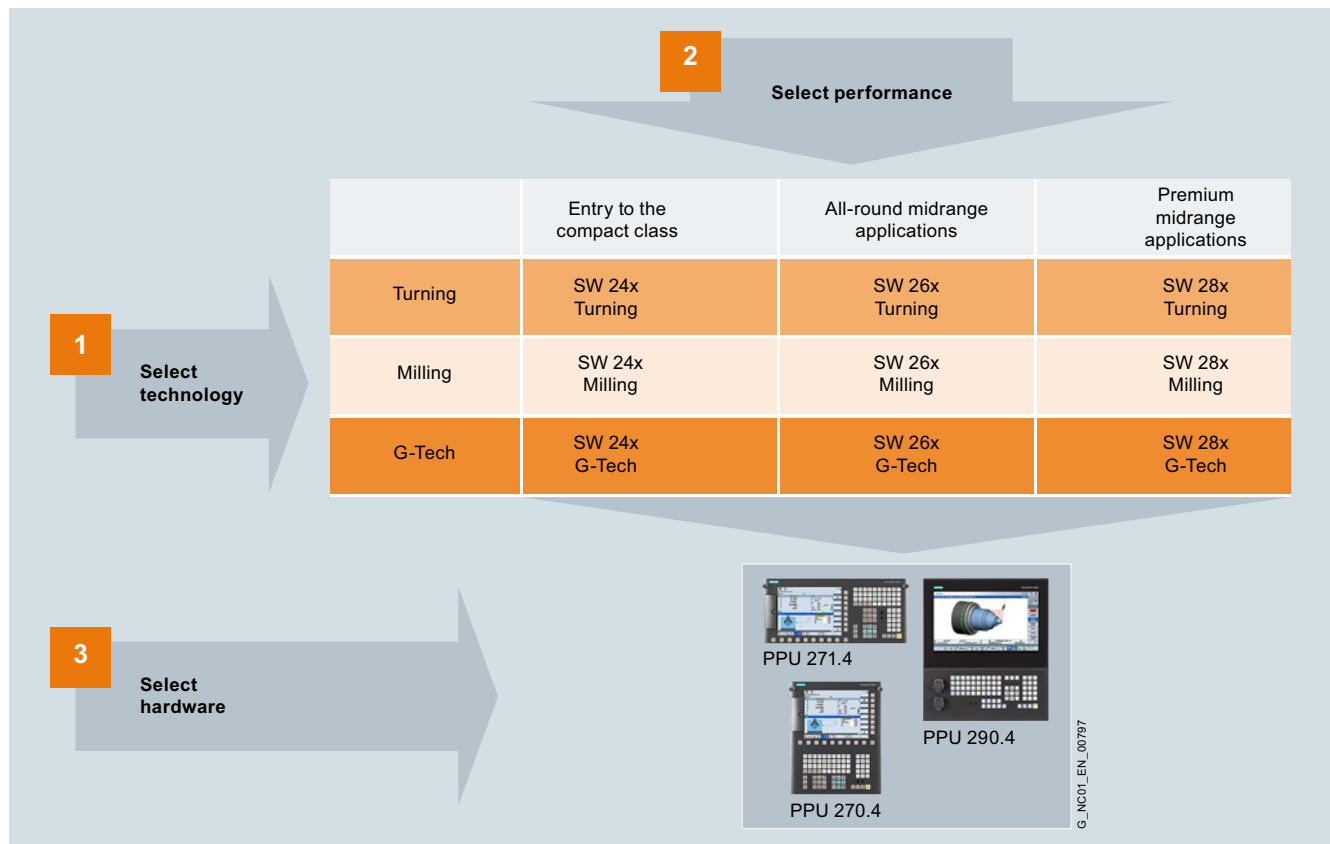 2
Select performance
Entry to the
compact class
All-round midrange
applications
Premium
midrange
applications
1
Select
technology
Turning
SW 24x
Turning
SW 26x
Turning
SW 28x
Turning
Milling
SW 24x
Milling
SW 26x
Milling
SW 28x
Milling
G-Tech
SW 24x
G-Tech
SW 26x
G-Tech
SW 28x
G-Tech
3
Select
hardware
PPU 271.4
PPU 290.4
PPU 270.4
G_NC01_EN_00797